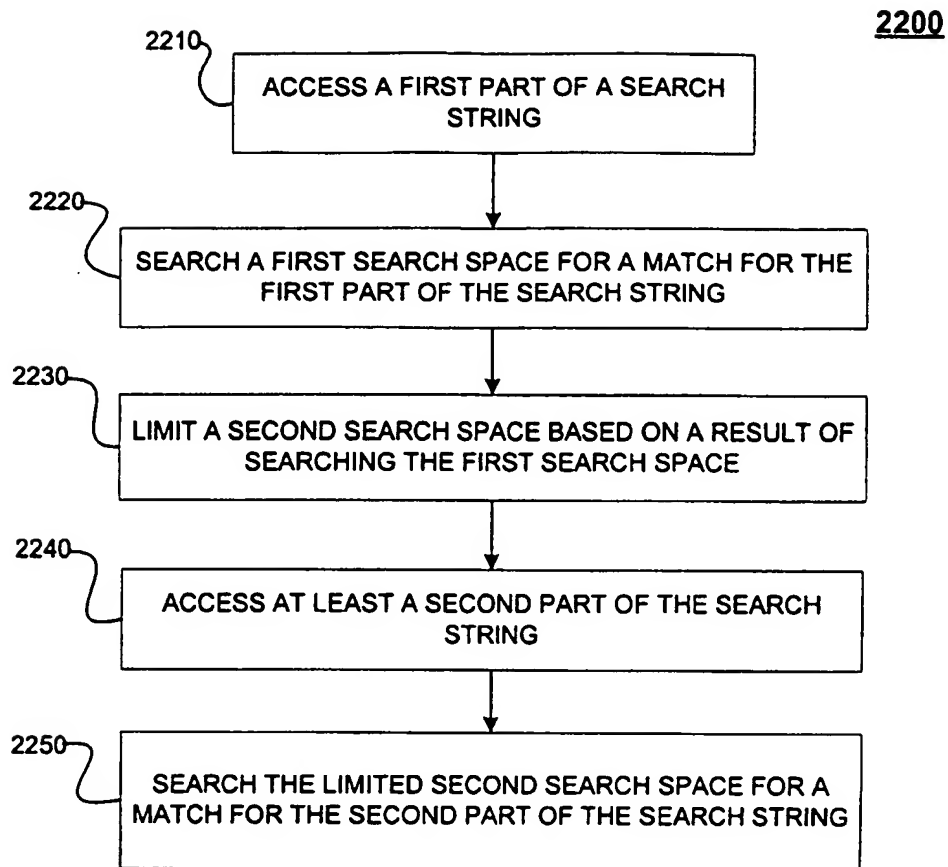 2200
2210
ACCESS A FIRST PART OF A SEARCH
STRING
2220
SEARCH A FIRST SEARCH SPACE FOR A MATCH FOR THE
FIRST PART OF THE SEARCH STRING
2230
LIMIT A SECOND SEARCH SPACE BASED ON A RESULT OF
SEARCHING THE FIRST SEARCH SPACE
2240
ACCESS AT LEAST A SECOND PART OF THE SEARCH
STRING
2250
SEARCH THE LIMITED SECOND SEARCH SPACE FOR A
MATCH FOR THE SECOND PART OF THE SEARCH STRING